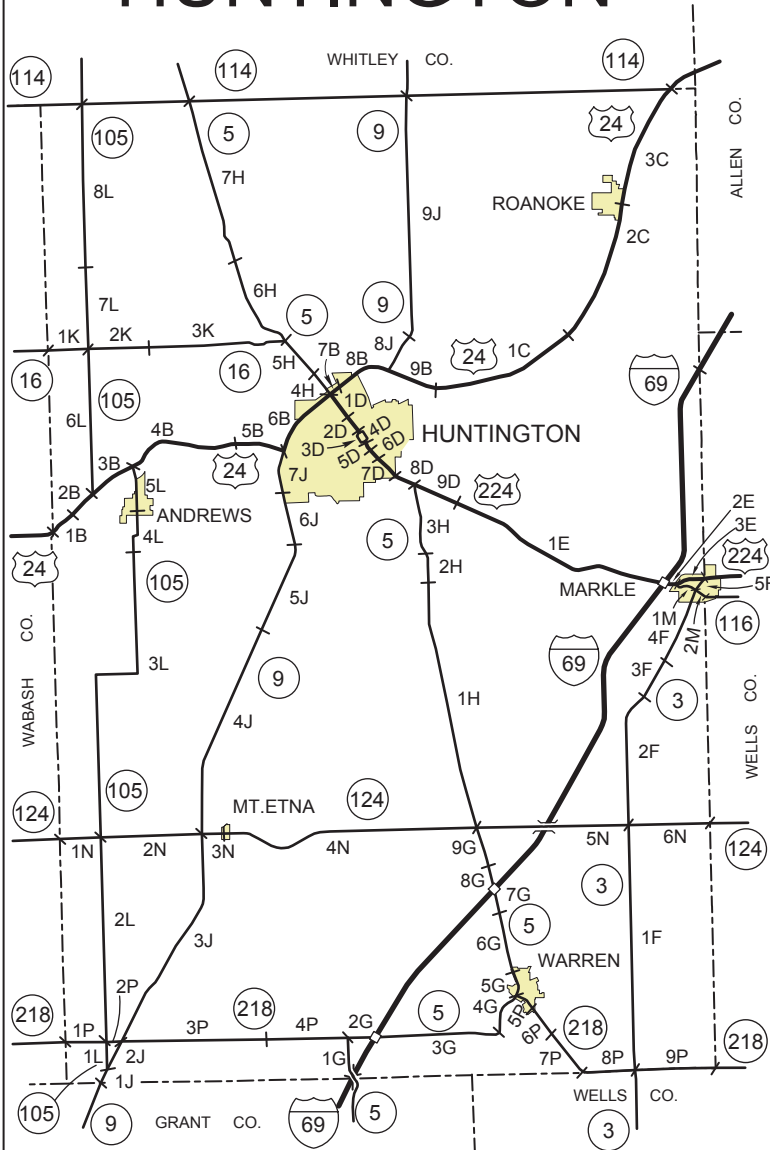 HUNTINGTON
WHITLEY CO.
114
114
114
105
5
9
24
ALLEN CO.
8L
7H
9J
3C
ROANOKE
2C
7L
6H
9
5
8J
1K
2K
3K
7B
8B
24
1C
16
16
5H
9B
69
105
4H
6L
6B
1D
2D
4D
HUNTINGTON
4B
5B
3D
5D
6D
3B
24
7J
7D
8D
5L
9D
224
2B
ANDREWS
6J
2E
1B
4L
5
3H
3E
24
105
2H
1E
224
MARKLE
5F
5J
1M
116
WABASH CO.
4F
2M
3L
9
69
3F
3
1H
WELLS CO.
4J
2F
105
MT.ETNA
124
124
1N
2N
3N
4N
9G
5N
6N
124
8G
7G
3
2L
3J
5
6G
1F
WARREN
2P
5G
218
218
4G
5P
6P
218
218
1P
3P
4P
2G
5
3G
1L
2J
1G
7P
8P
9P
1J
105
9
GRANT CO.
69
5
WELLS CO.
3